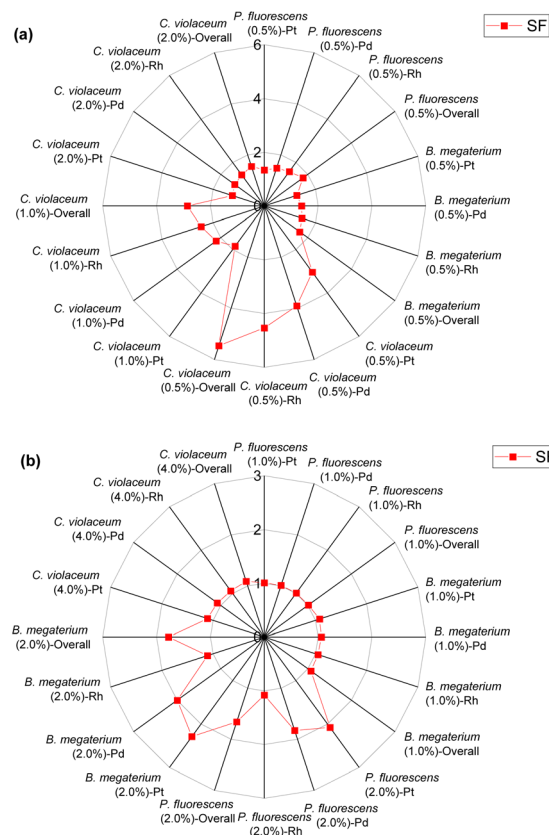 (a)
SF
6
4
2
P. fluorescens
(0.5%)-Pt
P. fluorescens
(0.5%)-Pd
P. fluorescens
(0.5%)-Rh
P. fluorescens
(0.5%)-Overall
B. megaterium
(0.5%)-Pt
B. megaterium
(0.5%)-Pd
B. megaterium
(0.5%)-Rh
B. megaterium
(0.5%)-Overall
C. violaceum
(0.5%)-Pt
C. violaceum
(0.5%)-Pd
C. violaceum
(0.5%)-Rh
C. violaceum
(0.5%)-Overall
C. violaceum
(1.0%)-Pt
C. violaceum
(1.0%)-Pd
C. violaceum
(1.0%)-Rh
C. violaceum
(1.0%)-Overall
C. violaceum
(2.0%)-Pt
C. violaceum
(2.0%)-Pd
C. violaceum
(2.0%)-Rh
C. violaceum
(2.0%)-Overall
(b)
3
2
1
P. fluorescens
(1.0%)-Pt
P. fluorescens
(1.0%)-Pd
P. fluorescens
(1.0%)-Rh
P. fluorescens
(1.0%)-Overall
B. megaterium
(1.0%)-Pt
B. megaterium
(1.0%)-Pd
B. megaterium
(1.0%)-Rh
B. megaterium
(1.0%)-Overall
P. fluorescens
(2.0%)-Pt
P. fluorescens
(2.0%)-Pd
P. fluorescens
(2.0%)-Rh
P. fluorescens
(2.0%)-Overall
B. megaterium
(2.0%)-Pt
B. megaterium
(2.0%)-Pd
B. megaterium
(2.0%)-Rh
B. megaterium
(2.0%)-Overall
C. violaceum
(4.0%)-Pt
C. violaceum
(4.0%)-Pd
C. violaceum
(4.0%)-Rh
C. violaceum
(4.0%)-Overall